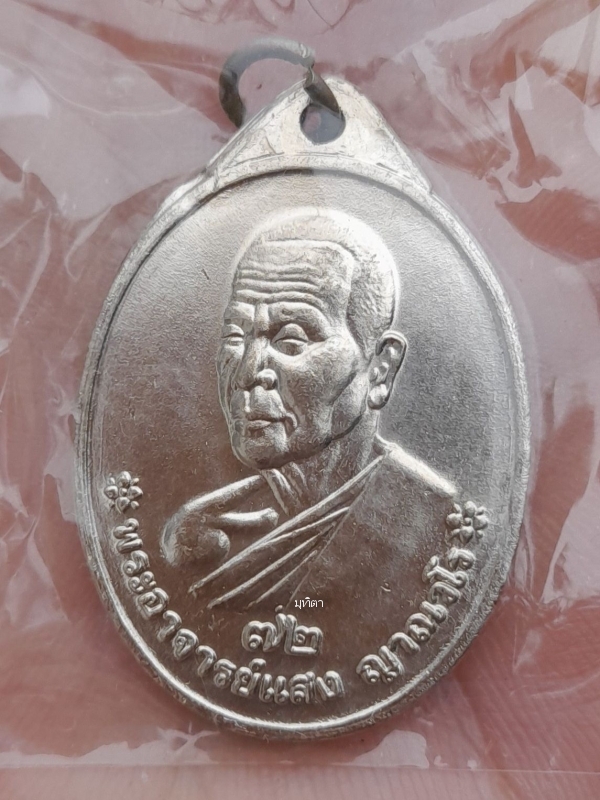 มุทิตา
๗๒
พระอาจารย์แสง ญาณวโร